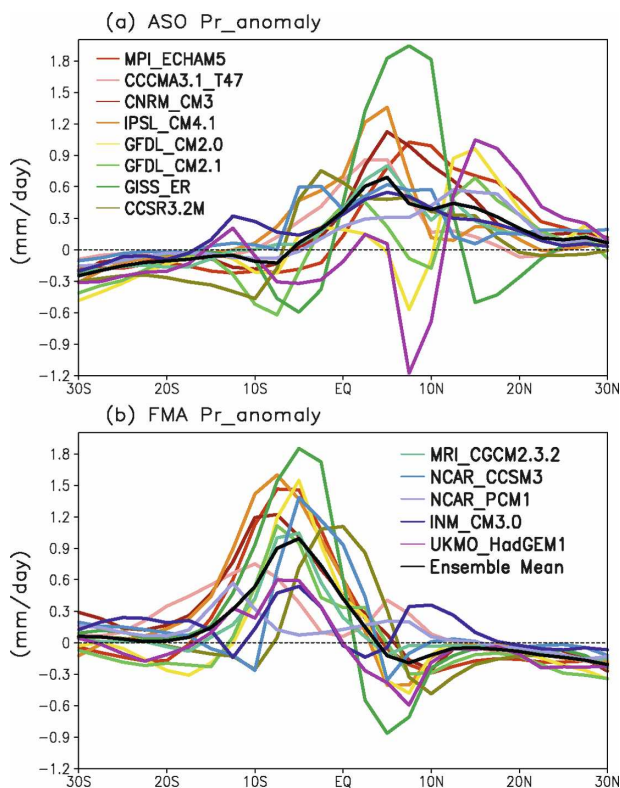 (a) ASO Pr_anomaly
(mm/day)
1.8
1.5
1.2
0.9
0.6
0.3
0
-0.3
-0.6
-0.9
-1.2
MPI_ECHAM5
CCCMA3.1_T47
CNRM_CM3
IPSL_CM4.1
GFDL_CM2.0
GFDL_CM2.1
GISS_ER
CCSR3.2M
30S 20S 10S EQ 10N 20N 30N
(b) FMA Pr_anomaly
(mm/day)
1.8
1.5
1.2
0.9
0.6
0.3
0
-0.3
-0.6
-0.9
-1.2
MRI_CGCM2.3.2
NCAR_CCSM3
NCAR_PCM1
INM_CM3.0
UKMO_HadGEM1
Ensemble Mean
30S 20S 10S EQ 10N 20N 30N